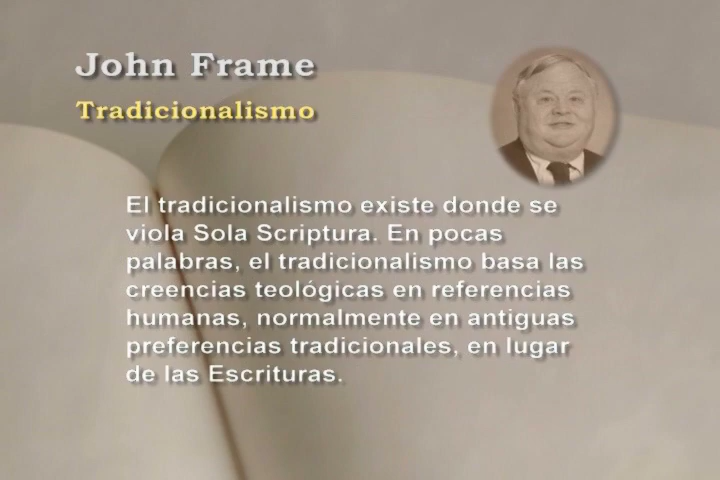 John Frame
Tradicionalismo
El tradicionalismo existe donde se
viola Sola Scriptura. En pocas
palabras, el tradicionalismo basa las
creencias teológicas en referencias
humanas, normalmente en antiguas
preferencias tradicionales, en lugar
de las Escrituras.